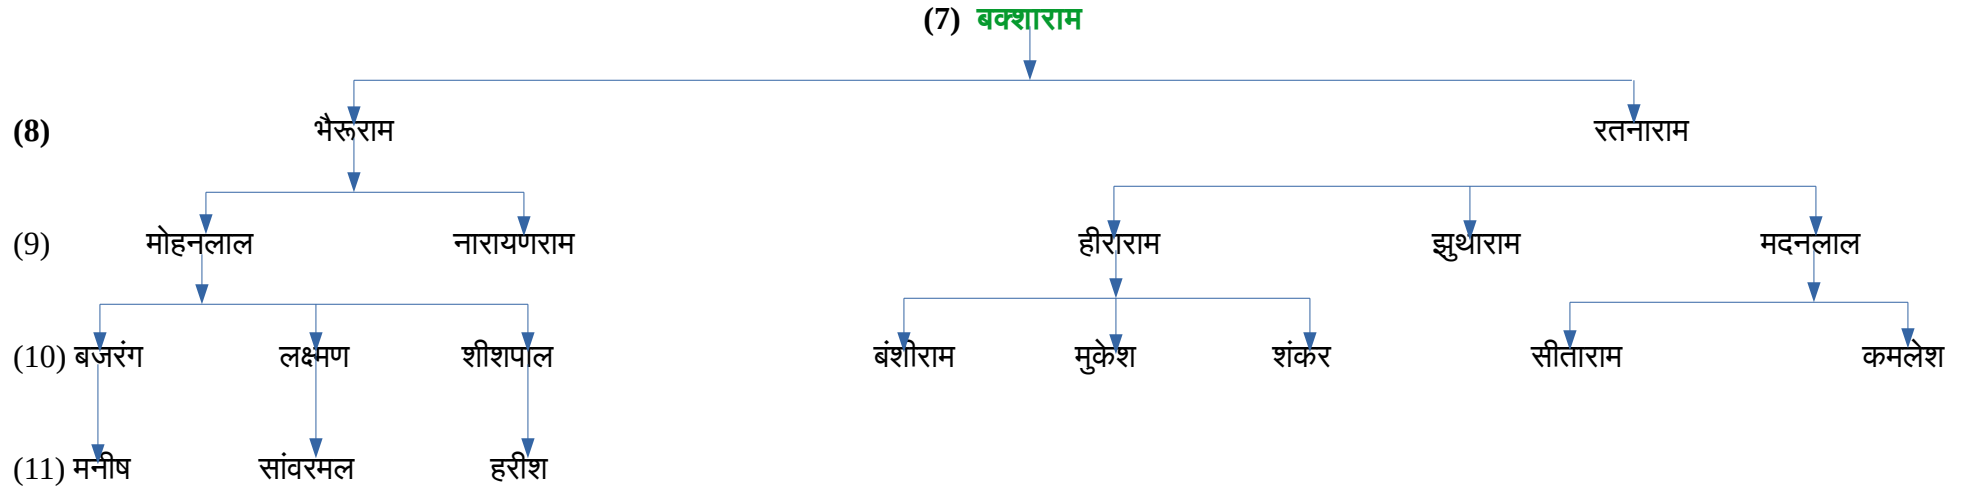 (7) बक्शाराम
(8) भैरूराम रतनाराम
(9) मोहनलाल नारायणराम हीराराम झुथाराम मदनलाल
(10) बजरंग लक्ष्मण शीशपाल बंशीराम मुकेश शंकर सीताराम कमलेश
(11) मनीष सांवरमल हरीश